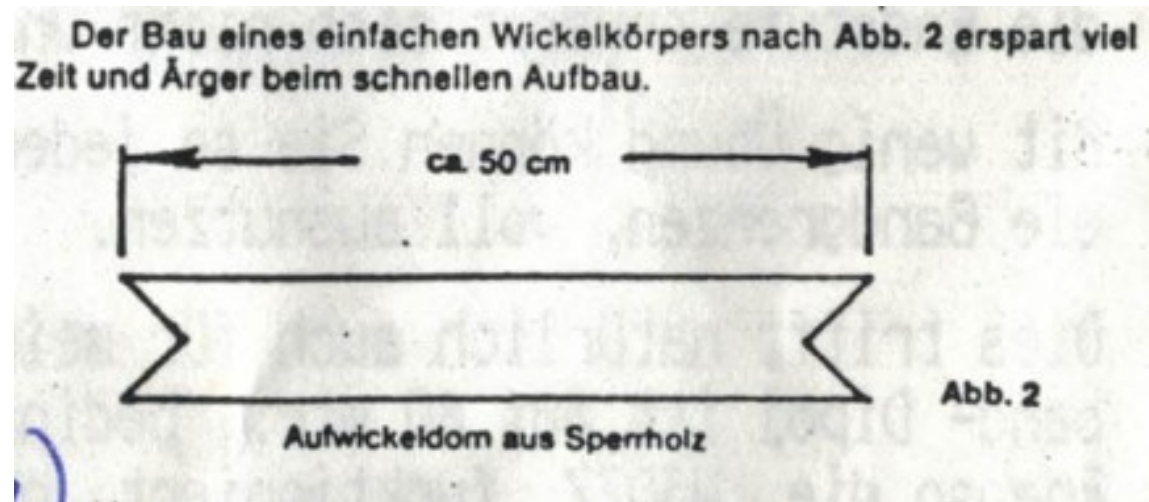 Der Bau eines einfachen Wickelkörpers nach Abb. 2 erspart viel
Zeit und Ärger beim schnellen Aufbau.
ca. 50 cm
Abb. 2
Aufwickeldorn aus Sperrholz